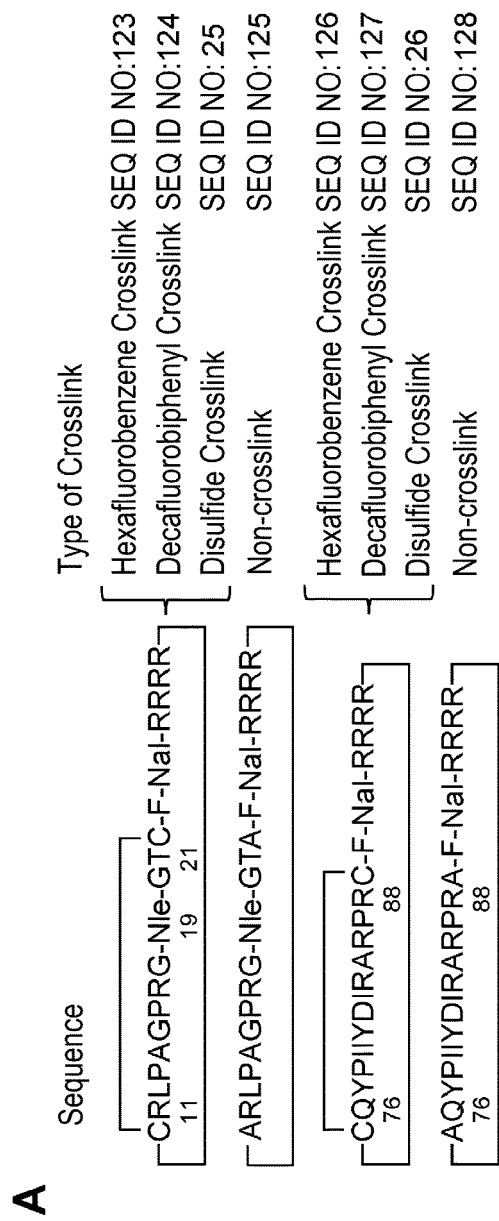 A
Sequence Type of Crosslink
Hexafluorobenzene Crosslink SEQ ID NO:123
CRLPAGPRG-Nle-GTC-F-Nal-RRRR Decafluorobiphenyl Crosslink SEQ ID NO:124
11 19 21 Disulfide Crosslink SEQ ID NO:25
ARLPAGPRG-Nle-GTA-F-Nal-RRRR Non-crosslink SEQ ID NO:125
Hexafluorobenzene Crosslink SEQ ID NO:126
CQYPIIYDIRARPRC-F-Nal-RRRR Decafluorobiphenyl Crosslink SEQ ID NO:127
76 88 Disulfide Crosslink SEQ ID NO:26
AQYPIIYDIRARPRA-F-Nal-RRRR Non-crosslink SEQ ID NO:128
76 88